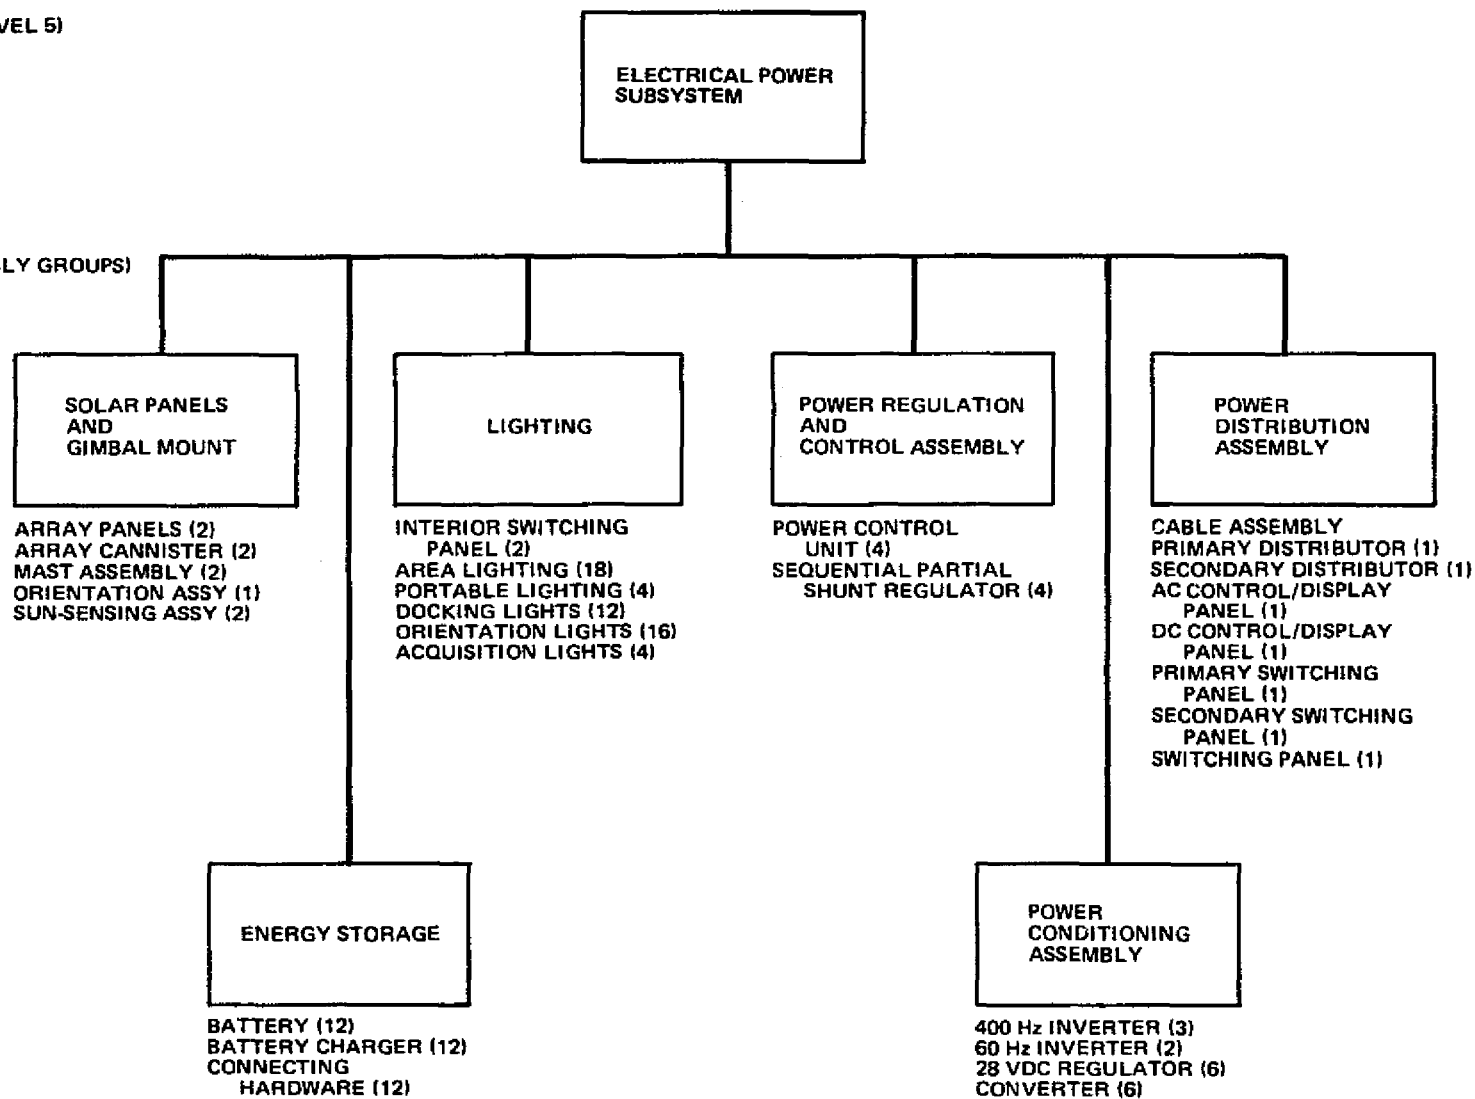 VEL 5)
ELECTRICAL POWER
SUBSYSTEM
LY GROUPS)
SOLAR PANELS
AND
GIMBAL MOUNT
ARRAY PANELS (2)
ARRAY CANNISTER (2)
MAST ASSEMBLY (2)
ORIENTATION ASSY (1)
SUN-SENSING ASSY (2)
LIGHTING
INTERIOR SWITCHING
PANEL (2)
AREA LIGHTING (18)
PORTABLE LIGHTING (4)
DOCKING LIGHTS (12)
ORIENTATION LIGHTS (16)
ACQUISITION LIGHTS (4)
POWER REGULATION
AND
CONTROL ASSEMBLY
POWER CONTROL
UNIT (4)
SEQUENTIAL PARTIAL
SHUNT REGULATOR (4)
POWER
DISTRIBUTION
ASSEMBLY
CABLE ASSEMBLY
PRIMARY DISTRIBUTOR (1)
SECONDARY DISTRIBUTOR (1)
AC CONTROL/DISPLAY
PANEL (1)
DC CONTROL/DISPLAY
PANEL (1)
PRIMARY SWITCHING
PANEL (1)
SECONDARY SWITCHING
PANEL (1)
SWITCHING PANEL (1)
ENERGY STORAGE
BATTERY (12)
BATTERY CHARGER (12)
CONNECTING
HARDWARE (12)
POWER
CONDITIONING
ASSEMBLY
400 Hz INVERTER (3)
60 Hz INVERTER (2)
28 VDC REGULATOR (6)
CONVERTER (6)